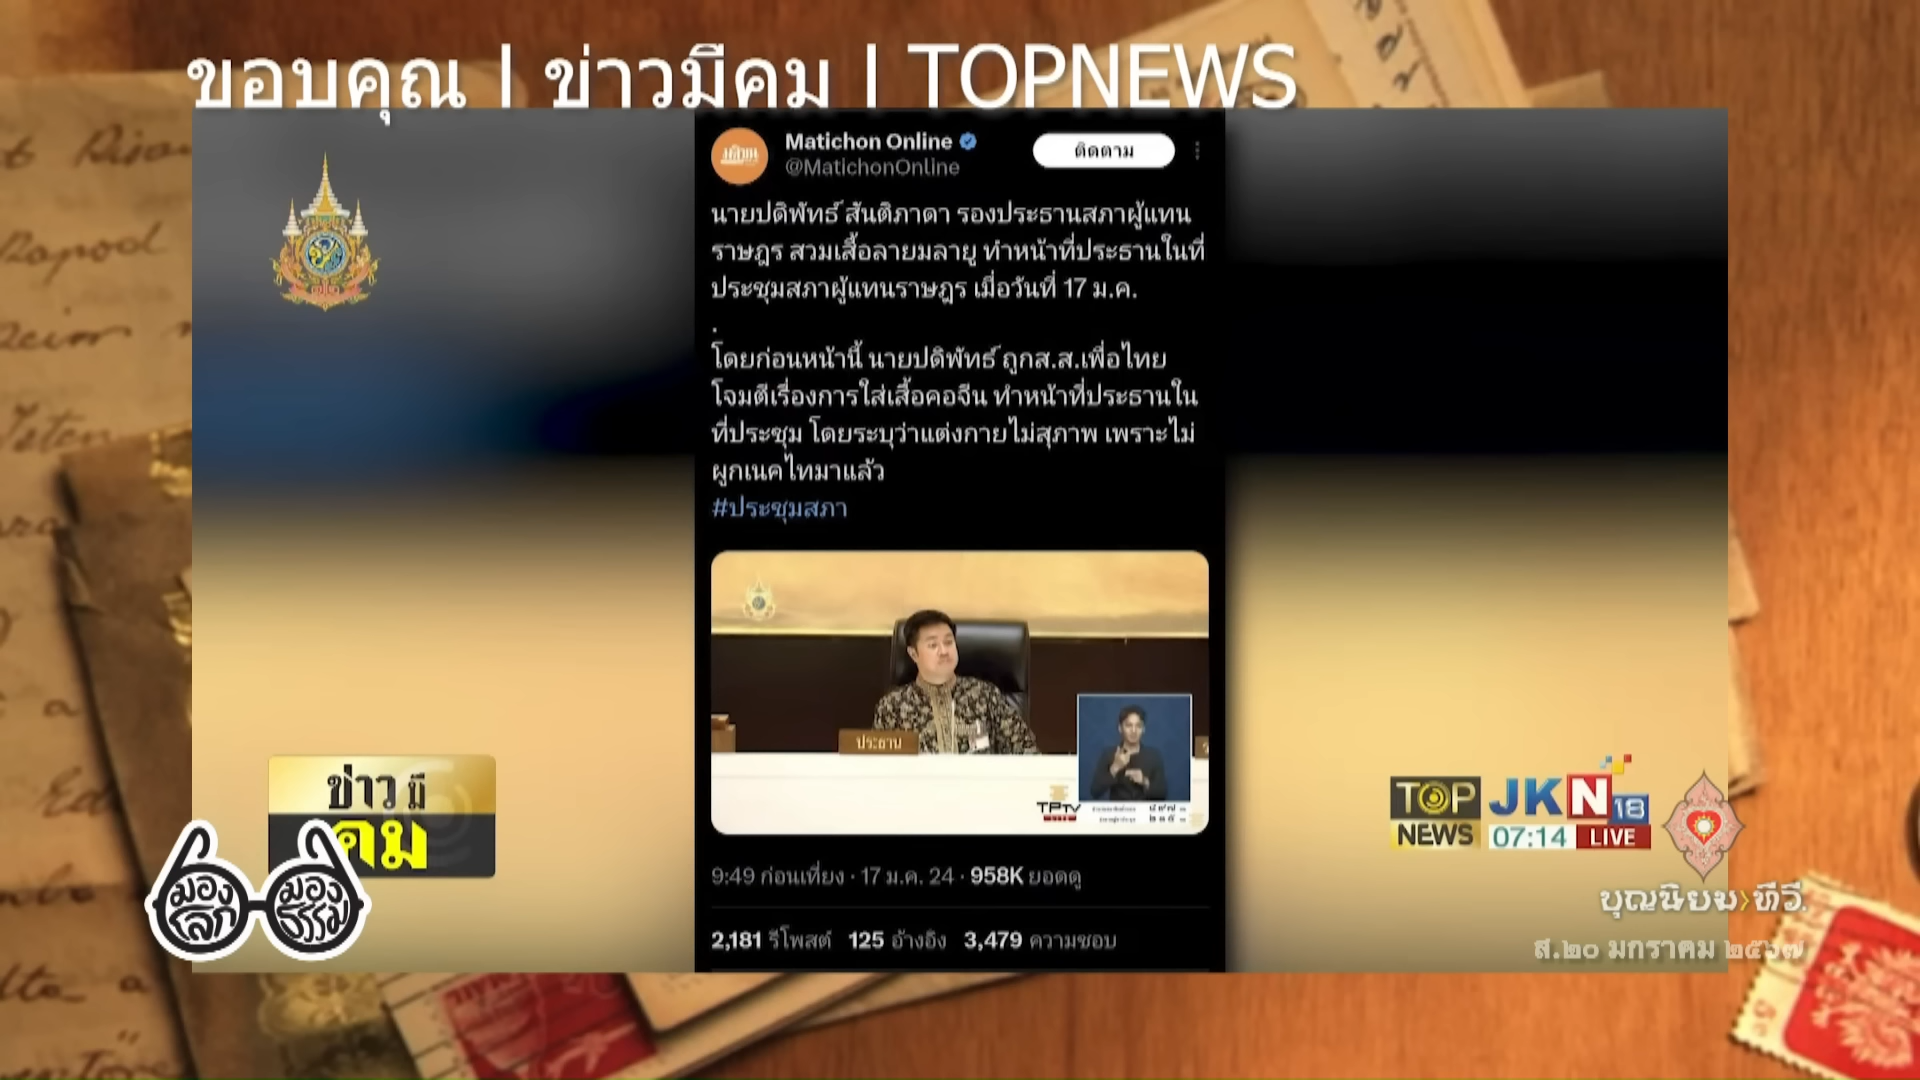 ขอบคุณ l ข่าวมีคม l TOPNEWS
Matichon Online
@MatichonOnline
ติดตาม
นายปดิพัทธ์ สันติภาดา รองประธานสภาผู้แทน
ราษฎร สวมเสื้อลายมลายู ทำหน้าที่ประธานในที่
ประชุมสภาผู้แทนราษฎร เมื่อวันที่ 17 ม.ค.
.
โดยก่อนหน้านี้ นายปดิพัทธ์ ถูกส.ส.เพื่อไทย
โจมตีเรื่องการใส่เสื้อคอจีน ทำหน้าที่ประธานใน
ที่ประชุม โดยระบุว่าแต่งกายไม่สุภาพ เพราะไม่
ผูกเนคไทมาแล้ว
#ประชุมสภา
ประธาน
TPTV
9:49 ก่อนเที่ยง · 17 ม.ค. 24 · 958K ยอดดู
2,181 รีโพสต์ 125 อ้างอิง 3,479 ความชอบ
ข่าวมี
คม
มองโลก มองธรรม
TOP NEWS
JKN 18
07:14 LIVE
บุญนิยมทีวี.
ส.๒๐ มกราคม ๒๕๖๗